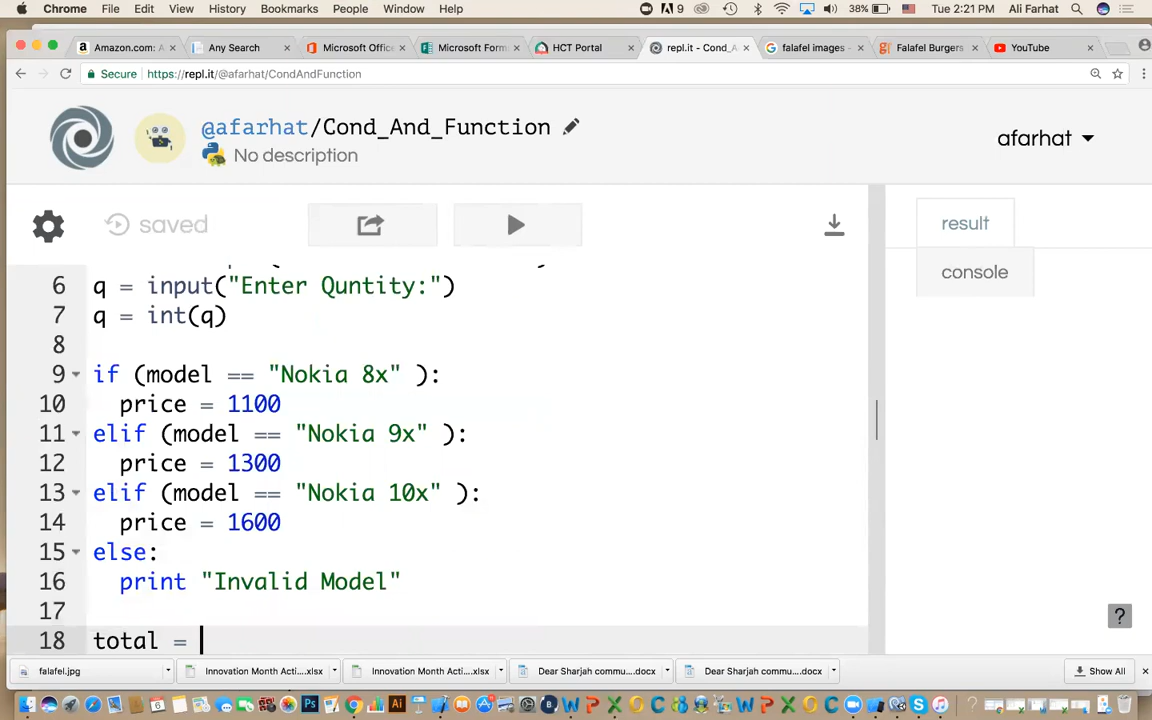 Chrome File Edit View History Bookmarks People Window Help 9 38% Tue 2:21 PM Ali Farhat
Amazon.com: A × Any Search × Microsoft Offic × Microsoft Form × HCT Portal × repl.it - Cond_A × falafel images - × Falafel Burgers × YouTube ×
Secure https://repl.it/@afarhat/CondAndFunction
@afarhat/Cond_And_Function
No description
afarhat
saved
result
console
6 q = input("Enter Quntity:")
7 q = int(q)
8
9 if (model == "Nokia 8x" ):
10 price = 1100
11 elif (model == "Nokia 9x" ):
12 price = 1300
13 elif (model == "Nokia 10x" ):
14 price = 1600
15 else:
16 print "Invalid Model"
17
18 total =
?
falafel.jpg Innovation Month Acti....xlsx Innovation Month Acti....xlsx Dear Sharjah commu....docx Dear Sharjah commu....docx Show All ×